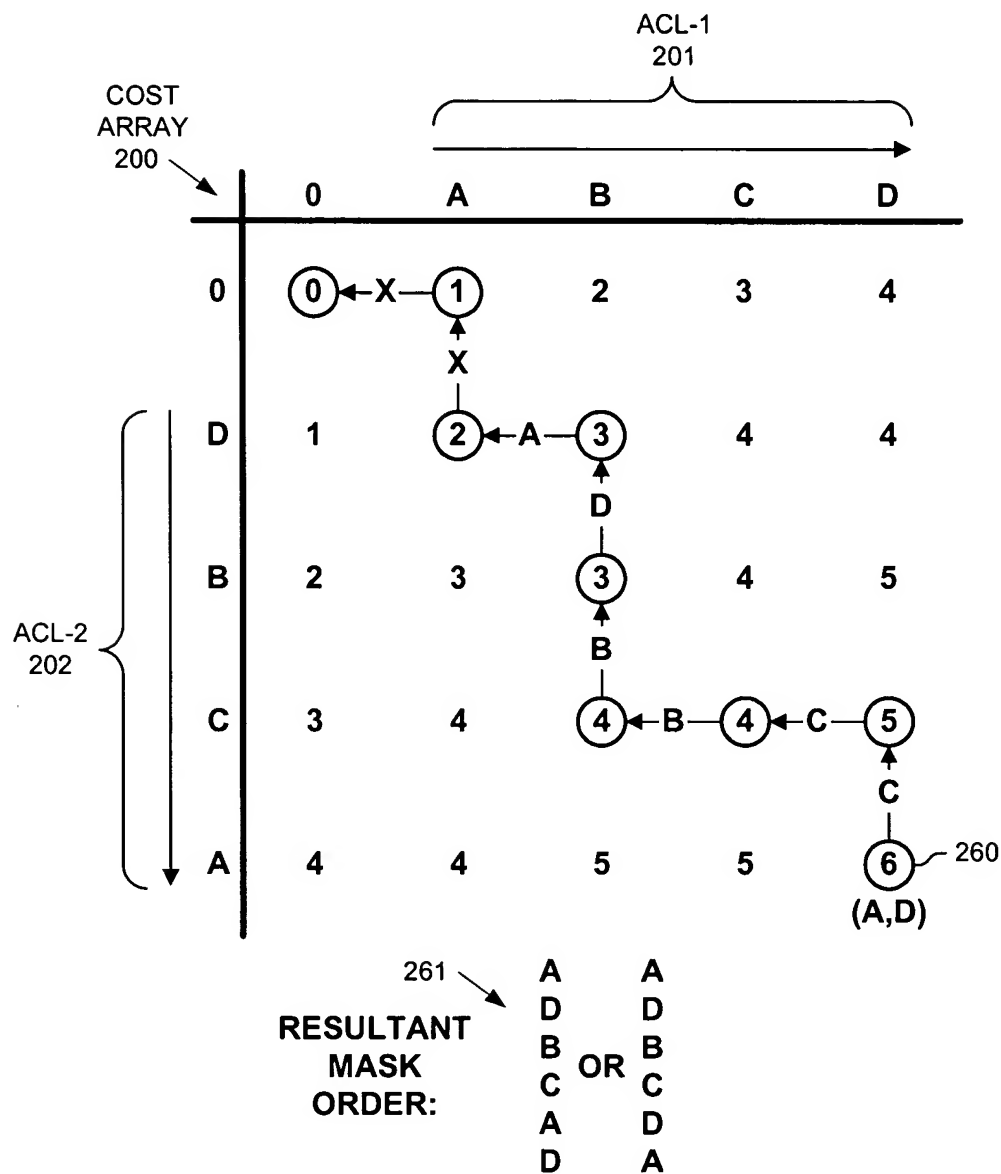 ACL-1
201
COST
ARRAY
200
0 A B C D
0 0 X 1 2 3 4
X
D 1 2 A 3 4 4
D
B 2 3 3 4 5
ACL-2
202
B
C 3 4 4 B 4 C 5
C
A 4 4 5 5 6 260
(A,D)
261
RESULTANT
MASK
ORDER:
A A
D D
B B
OR
C C
A D
D A